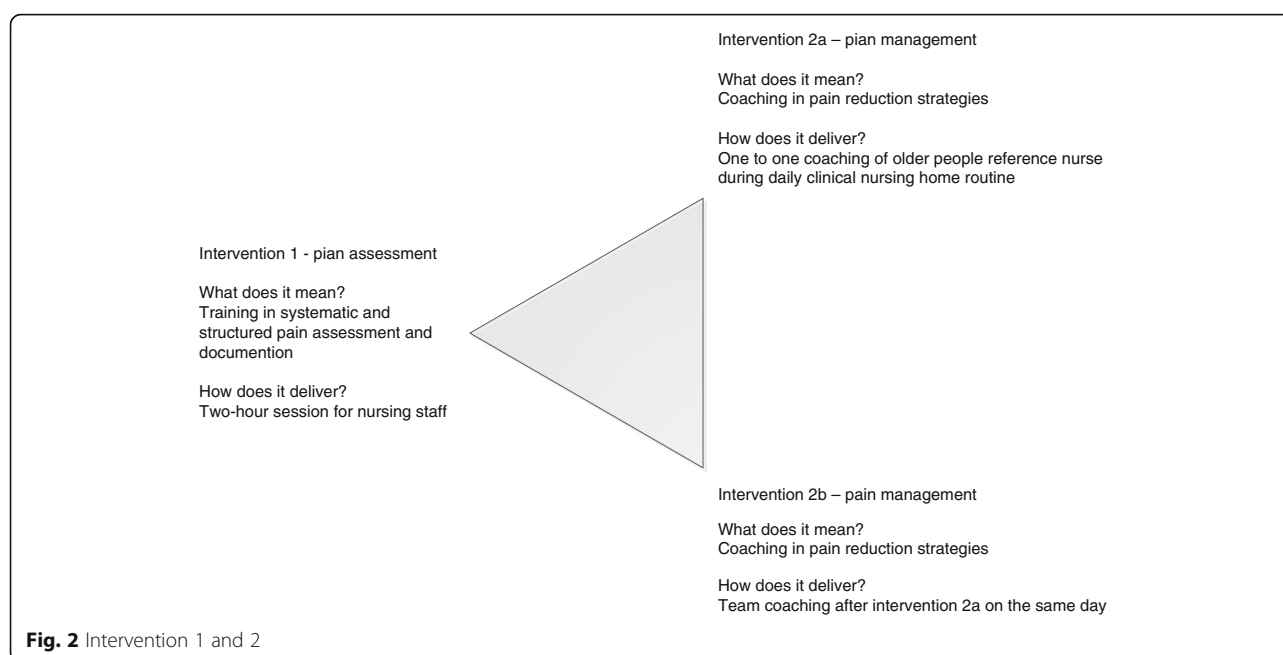 Intervention 2a – pian management
What does it mean?
Coaching in pain reduction strategies
How does it deliver?
One to one coaching of older people reference nurse
during daily clinical nursing home routine
Intervention 1 - pian assessment
What does it mean?
Training in systematic and
structured pain assessment and
documention
How does it deliver?
Two-hour session for nursing staff
Intervention 2b – pain management
What does it mean?
Coaching in pain reduction strategies
How does it deliver?
Team coaching after intervention 2a on the same day
Fig. 2 Intervention 1 and 2